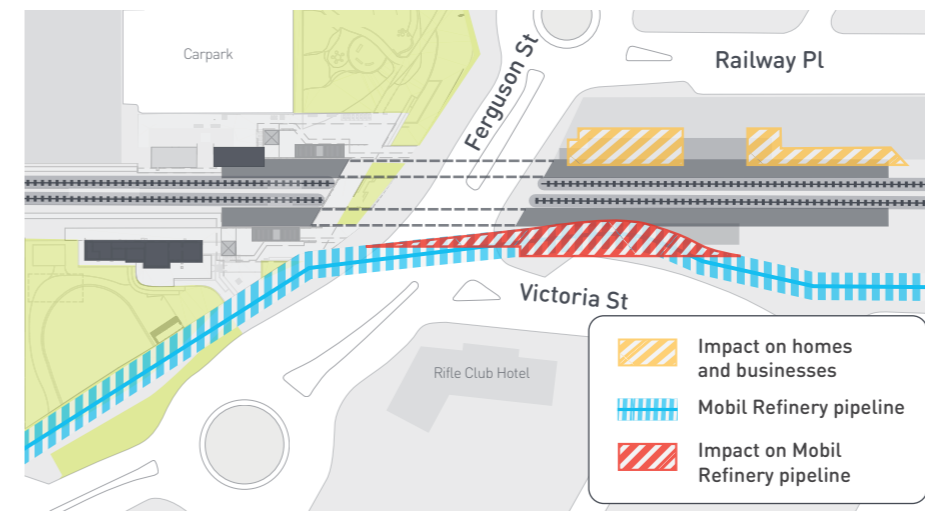 Carpark
Ferguson St
Railway Pl
Victoria St
Rifle Club Hotel
Impact on homes
and businesses
Mobil Refinery pipeline
Impact on Mobil
Refinery pipeline